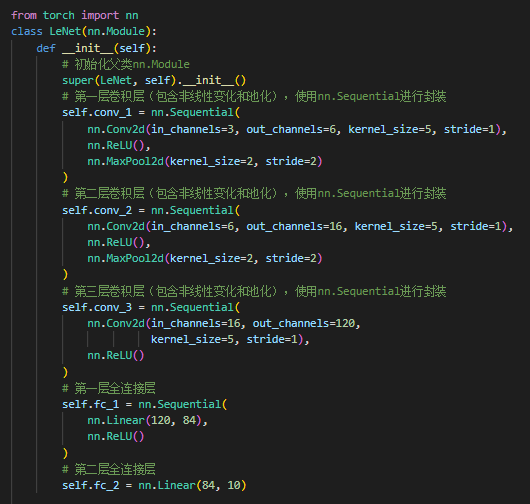 from torch import nn
class LeNet(nn.Module):
    def __init__(self):
        # 初始化父类nn.Module
        super(LeNet, self).__init__()
        # 第一层卷积层（包含非线性变化和地化），使用nn.Sequential进行封装
        self.conv_1 = nn.Sequential(
            nn.Conv2d(in_channels=3, out_channels=6, kernel_size=5, stride=1),
            nn.ReLU(),
            nn.MaxPool2d(kernel_size=2, stride=2)
        )
        # 第二层卷积层（包含非线性变化和地化），使用nn.Sequential进行封装
        self.conv_2 = nn.Sequential(
            nn.Conv2d(in_channels=6, out_channels=16, kernel_size=5, stride=1),
            nn.ReLU(),
            nn.MaxPool2d(kernel_size=2, stride=2)
        )
        # 第三层卷积层（包含非线性变化和地化），使用nn.Sequential进行封装
        self.conv_3 = nn.Sequential(
            nn.Conv2d(in_channels=16, out_channels=120,
                      kernel_size=5, stride=1),
            nn.ReLU()
        )
        # 第一层全连接层
        self.fc_1 = nn.Sequential(
            nn.Linear(120, 84),
            nn.ReLU()
        )
        # 第二层全连接层
        self.fc_2 = nn.Linear(84, 10)